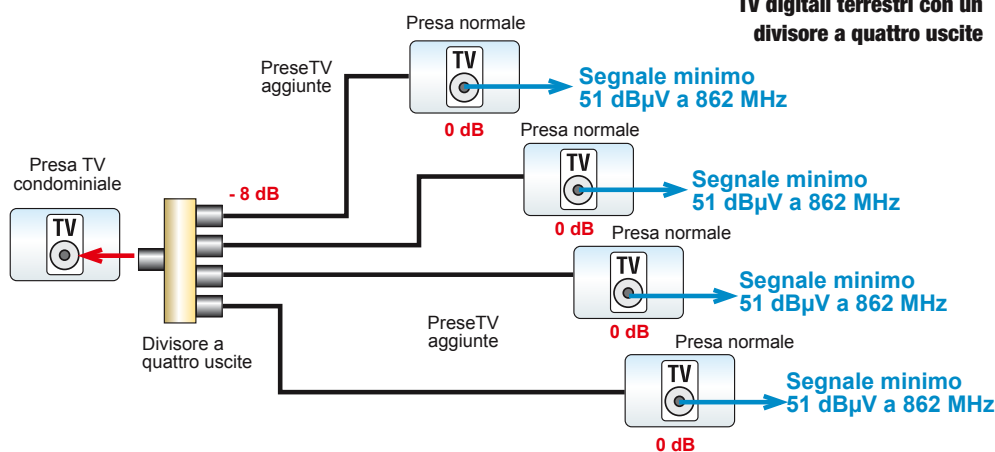 TV digitali terrestri con un
divisore a quattro uscite
Presa normale
PreseTV
aggiunte
TV
Segnale minimo
51 dBµV a 862 MHz
0 dB
Presa normale
TV
Segnale minimo
51 dBµV a 862 MHz
0 dB
Presa TV
condominiale
TV
- 8 dB
Presa normale
TV
Segnale minimo
51 dBµV a 862 MHz
0 dB
PreseTV
aggiunte
Divisore a
quattro uscite
Presa normale
TV
Segnale minimo
51 dBµV a 862 MHz
0 dB